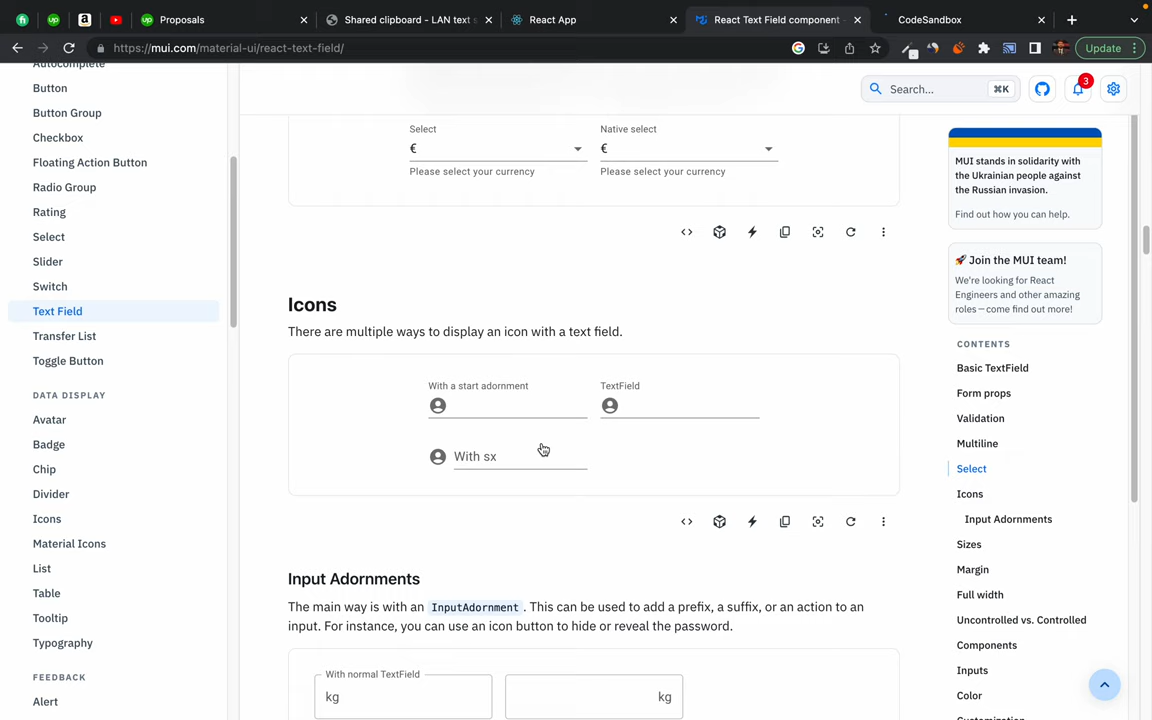 Proposals
Shared clipboard - LAN text s
React App
React Text Field component -
CodeSandbox
https://mui.com/material-ui/react-text-field/
Update
Autocomplete
Button
Button Group
Checkbox
Floating Action Button
Radio Group
Rating
Select
Slider
Switch
Text Field
Transfer List
Toggle Button
DATA DISPLAY
Avatar
Badge
Chip
Divider
Icons
Material Icons
List
Table
Tooltip
Typography
FEEDBACK
Alert
Search...
⌘K
3
Select
€
Please select your currency
Native select
€
Please select your currency
Icons
There are multiple ways to display an icon with a text field.
With a start adornment
TextField
With sx
Input Adornments
The main way is with an InputAdornment. This can be used to add a prefix, a suffix, or an action to an
input. For instance, you can use an icon button to hide or reveal the password.
With normal TextField
kg
kg
MUI stands in solidarity with
the Ukrainian people against
the Russian invasion.
Find out how you can help.
🚀 Join the MUI team!
We're looking for React
Engineers and other amazing
roles—come find out more!
CONTENTS
Basic TextField
Form props
Validation
Multiline
Select
Icons
Input Adornments
Sizes
Margin
Full width
Uncontrolled vs. Controlled
Components
Inputs
Color